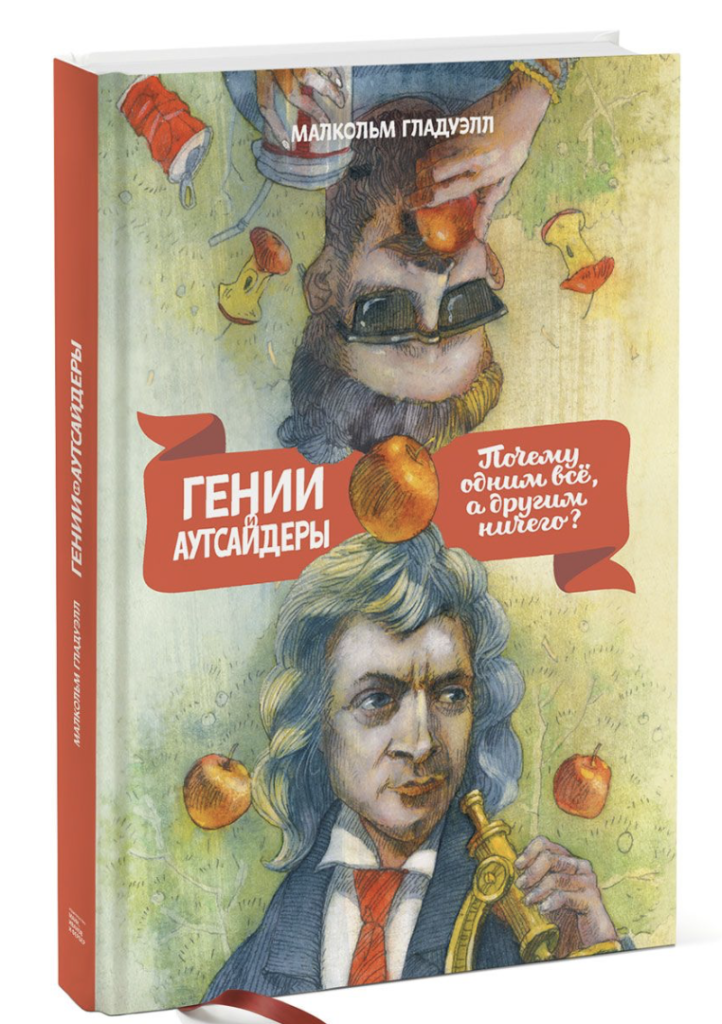 МАЛКОЛЬМ ГЛАДУЭЛЛ
ГЕНИИ
И
АУТСАЙДЕРЫ
Почему
одним всё,
а другим
ничего?
МАЛКОЛЬМ ГЛАДУЭЛЛ ГЕНИИ И АУТСАЙДЕРЫ